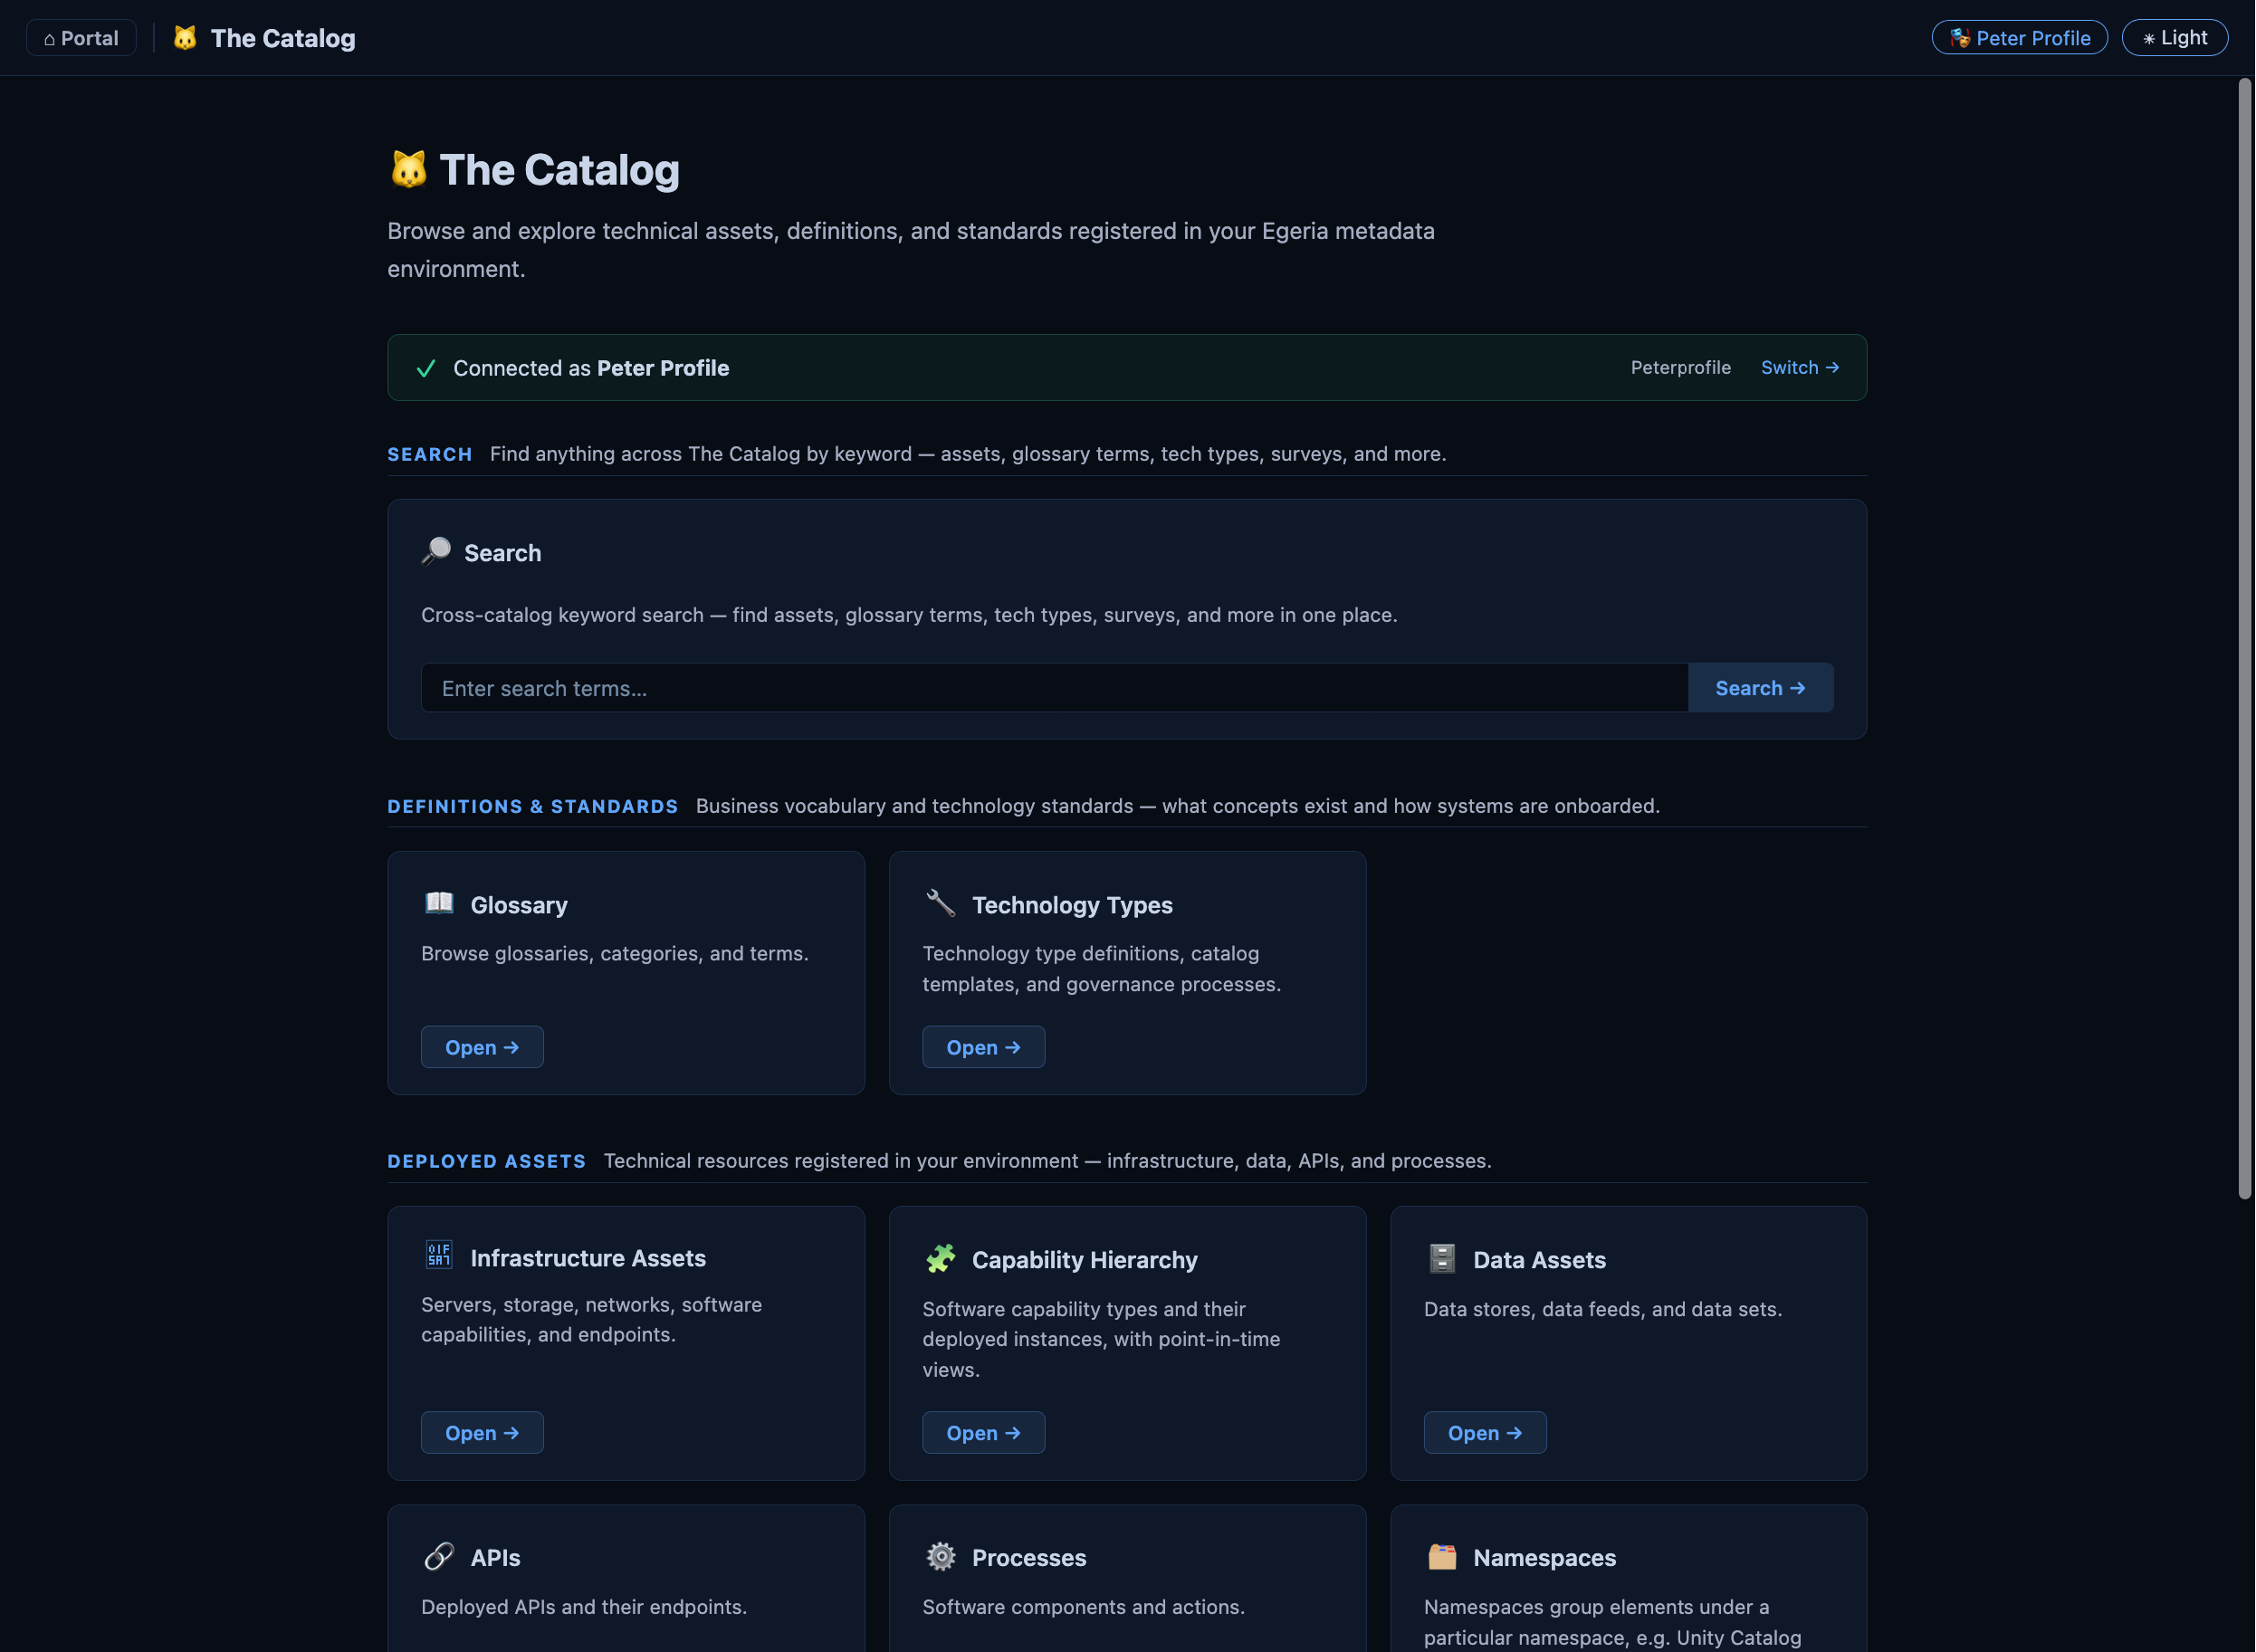 ⌂ Portal
The Catalog
Peter Profile
☀ Light
The Catalog
Browse and explore technical assets, definitions, and standards registered in your Egeria metadata
environment.
✓ Connected as Peter Profile
Peterprofile
Switch →
SEARCH Find anything across The Catalog by keyword — assets, glossary terms, tech types, surveys, and more.
Search
Cross-catalog keyword search — find assets, glossary terms, tech types, surveys, and more in one place.
Enter search terms...
Search →
DEFINITIONS & STANDARDS Business vocabulary and technology standards — what concepts exist and how systems are onboarded.
Glossary
Browse glossaries, categories, and terms.
Open →
Technology Types
Technology type definitions, catalog
templates, and governance processes.
Open →
DEPLOYED ASSETS Technical resources registered in your environment — infrastructure, data, APIs, and processes.
01F
5A7
Infrastructure Assets
Servers, storage, networks, software
capabilities, and endpoints.
Open →
Capability Hierarchy
Software capability types and their
deployed instances, with point-in-time
views.
Open →
Data Assets
Data stores, data feeds, and data sets.
Open →
APIs
Deployed APIs and their endpoints.
Processes
Software components and actions.
Namespaces
Namespaces group elements under a
particular namespace, e.g. Unity Catalog